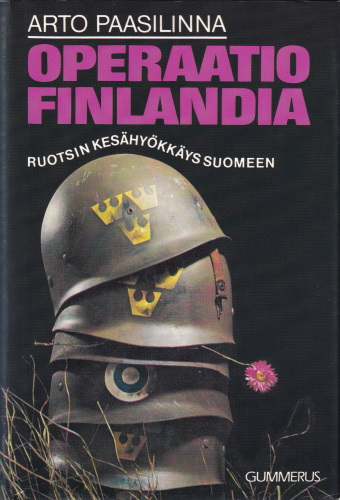 ARTO PAASILINNA
OPERAATIO
FINLANDIA
RUOTSIN KESÄHYÖKKÄYS SUOMEEN
GUMMERUS